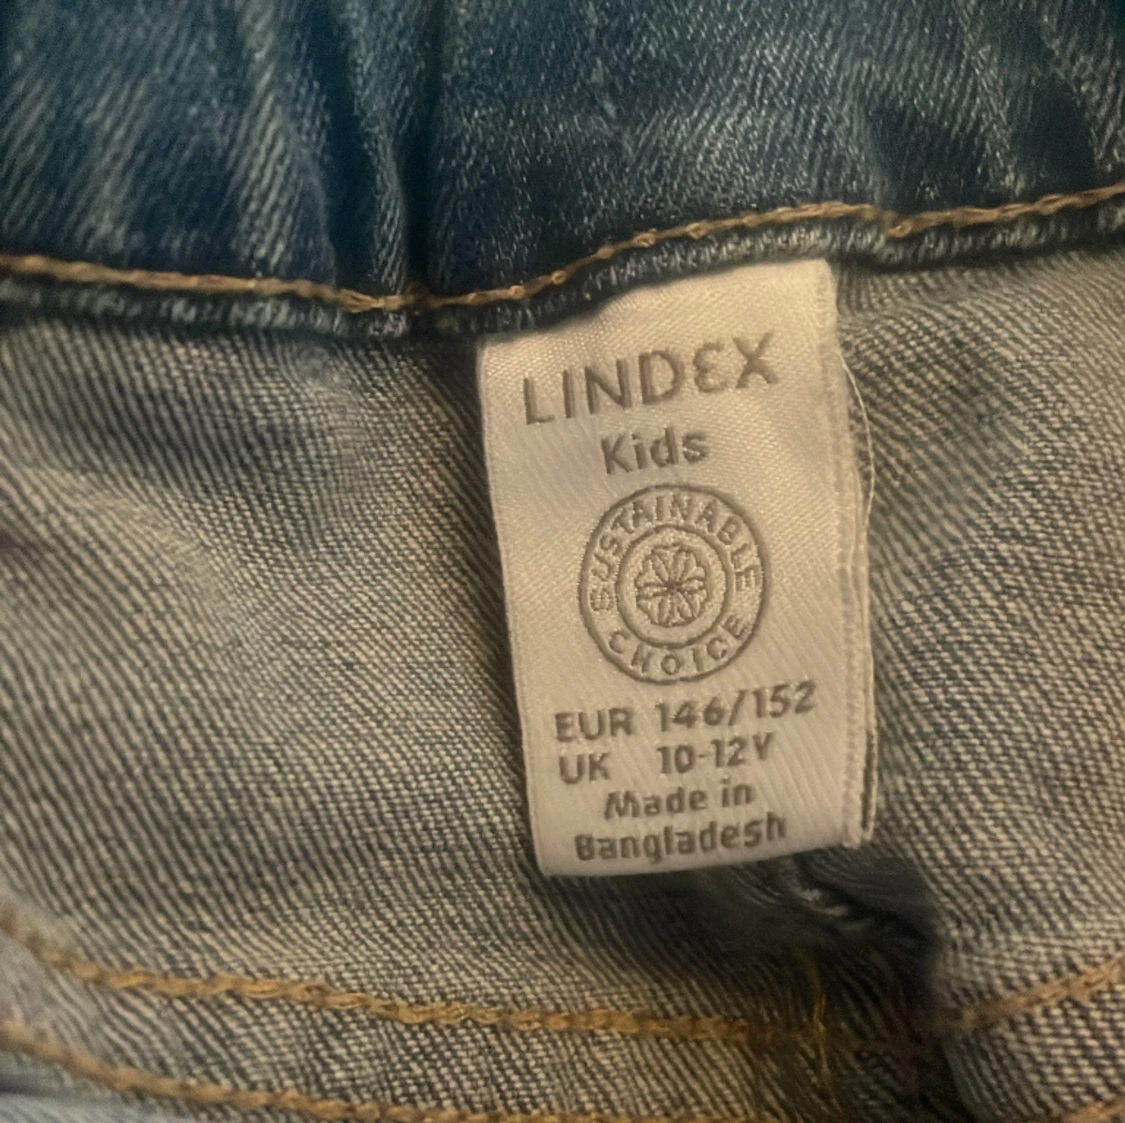 LINDEX
Kids
SUSTAINABLE
CHOICE
EUR 146/152
UK 10-12Y
Made in
Bangladesh